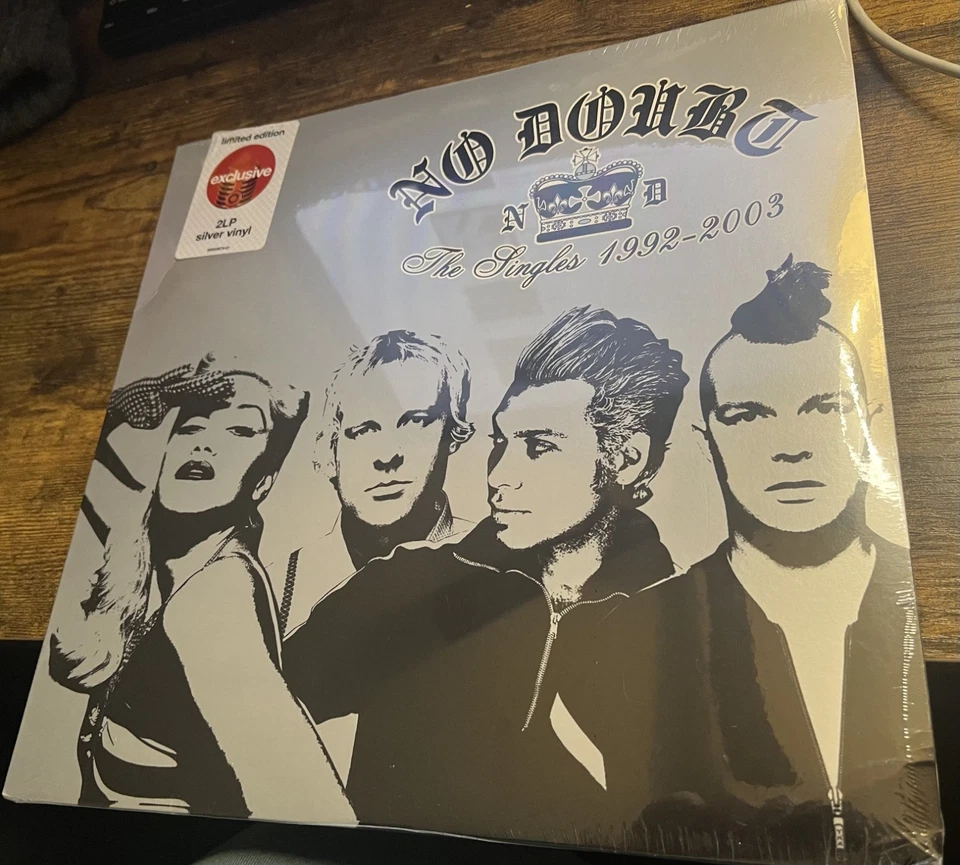 limited edition
exclusive
2LP
silver vinyl
NO DOUBT
N D
The Singles 1992-2003